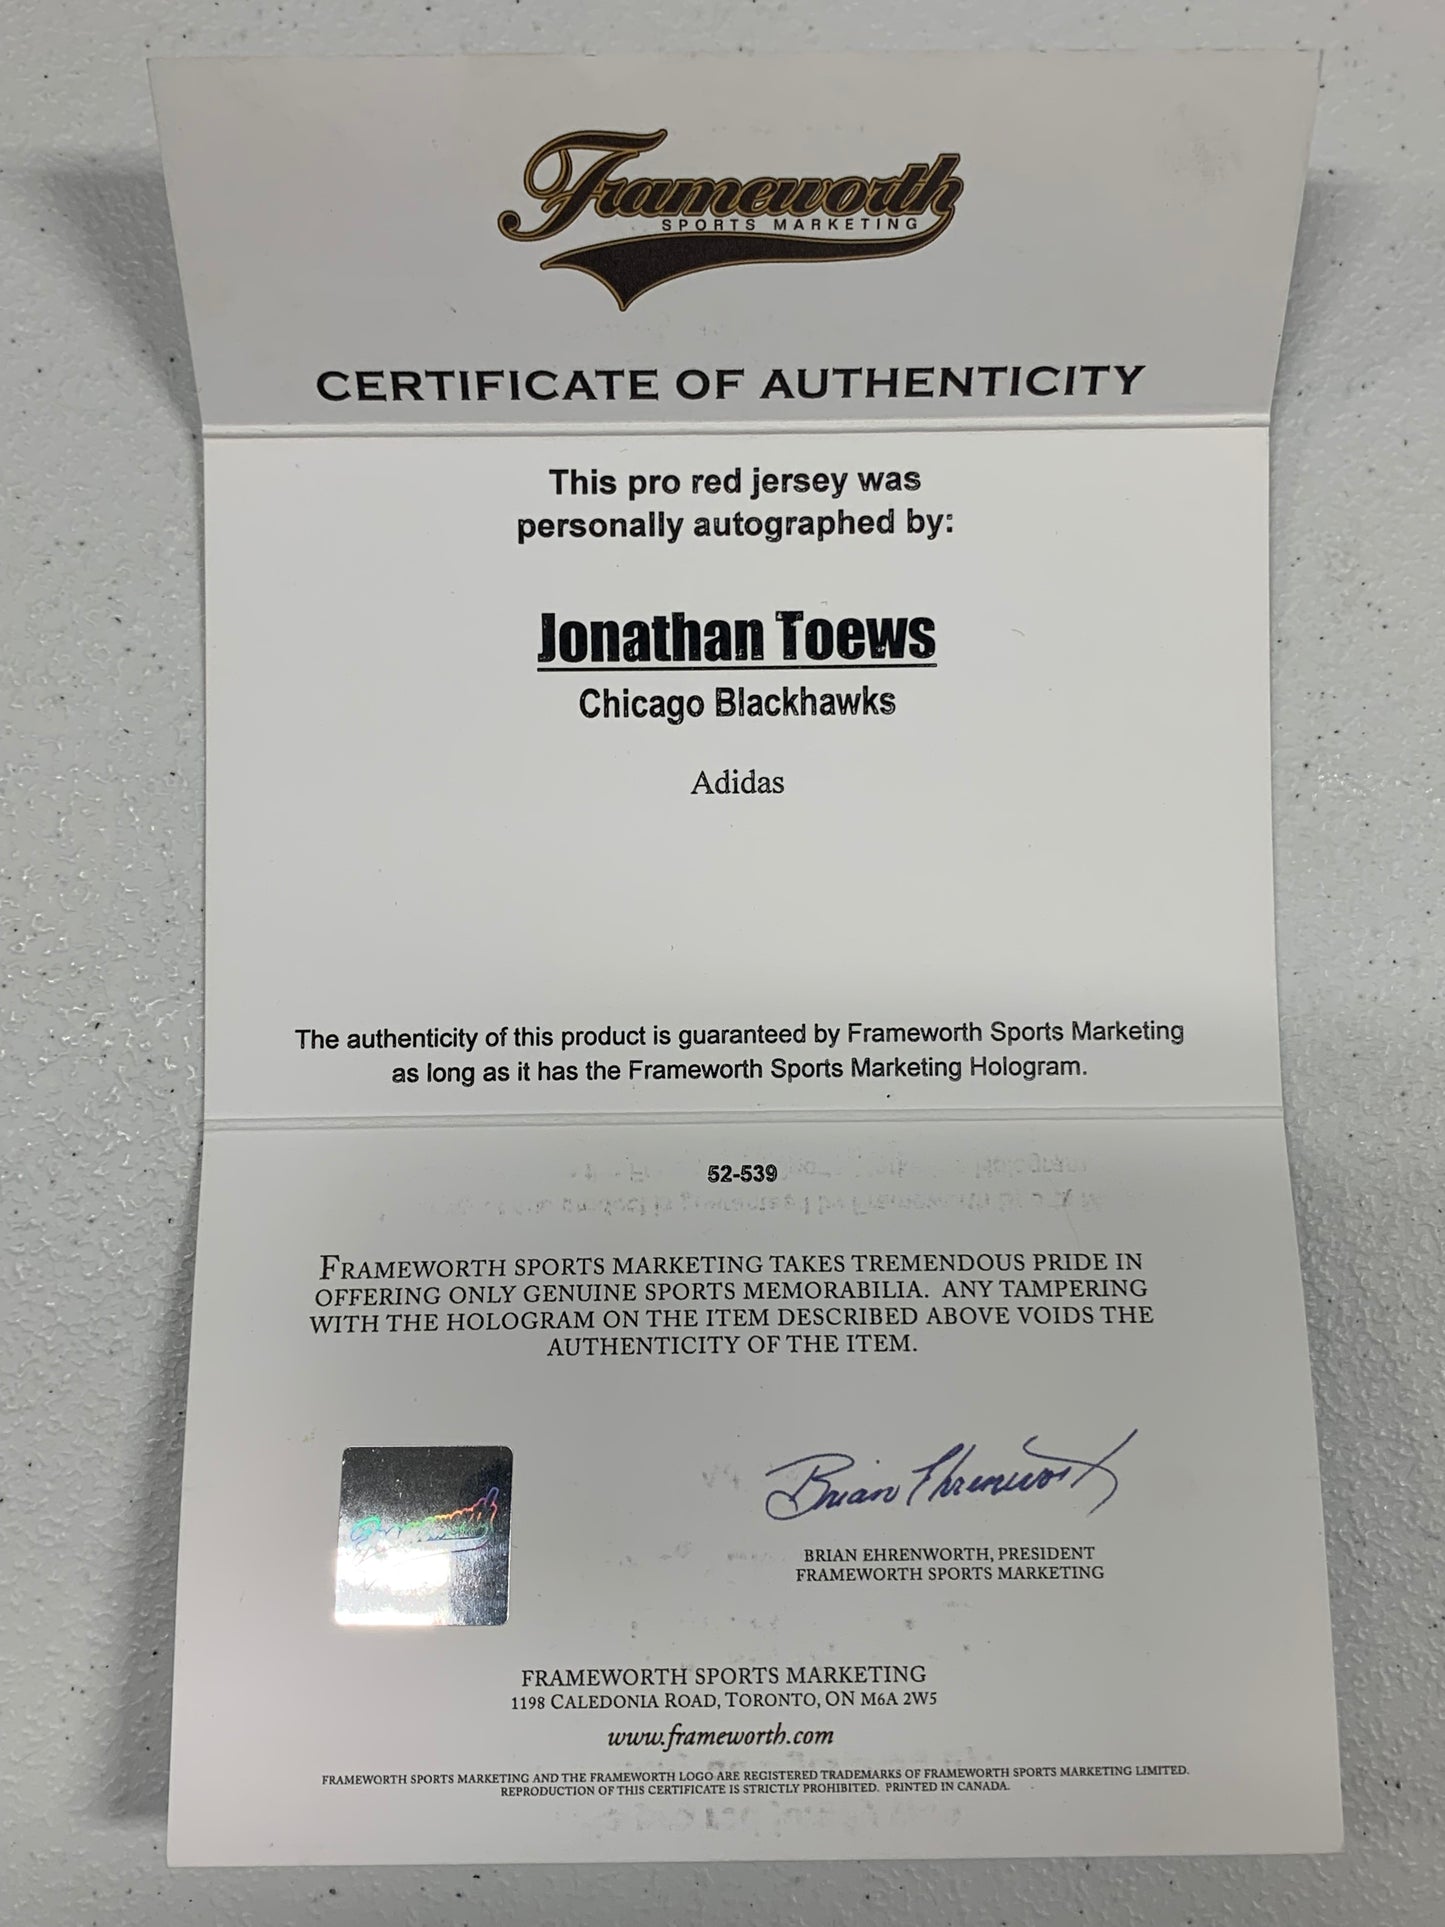 Frameworth
SPORTS MARKETING
CERTIFICATE OF AUTHENTICITY
This pro red jersey was
personally autographed by:
Jonathan Toews
Chicago Blackhawks
Adidas
The authenticity of this product is guaranteed by Frameworth Sports Marketing
as long as it has the Frameworth Sports Marketing Hologram.
52-539
FRAMEWORTH SPORTS MARKETING TAKES TREMENDOUS PRIDE IN
OFFERING ONLY GENUINE SPORTS MEMORABILIA. ANY TAMPERING
WITH THE HOLOGRAM ON THE ITEM DESCRIBED ABOVE VOIDS THE
AUTHENTICITY OF THE ITEM.
Frameworth
Brian Ehrenworth
BRIAN EHRENWORTH, PRESIDENT
FRAMEWORTH SPORTS MARKETING
FRAMEWORTH SPORTS MARKETING
1198 CALEDONIA ROAD, TORONTO, ON M6A 2W5
www.frameworth.com
FRAMEWORTH SPORTS MARKETING AND THE FRAMEWORTH LOGO ARE REGISTERED TRADEMARKS OF FRAMEWORTH SPORTS MARKETING LIMITED.
REPRODUCTION OF THIS CERTIFICATE IS STRICTLY PROHIBITED. PRINTED IN CANADA.